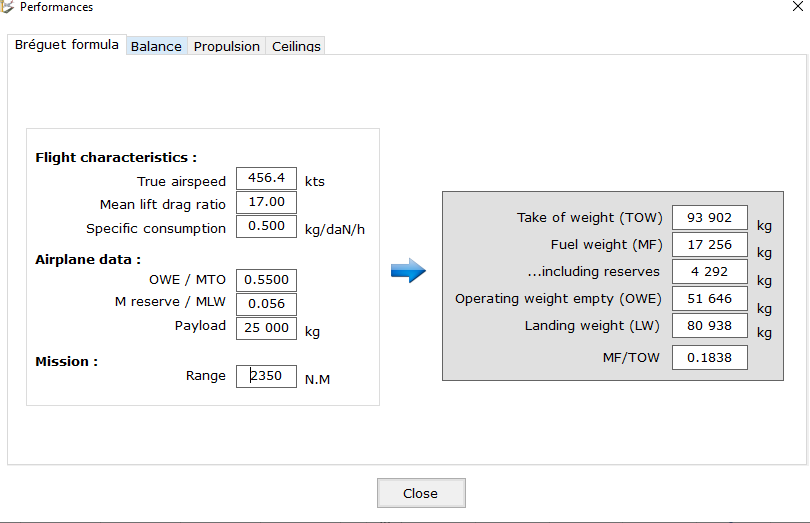 Performances
Bréguet formula Balance Propulsion Ceilings
Flight characteristics :
True airspeed 456.4 kts
Mean lift drag ratio 17.00
Specific consumption 0.500 kg/daN/h
Airplane data :
OWE / MTO 0.5500
M reserve / MLW 0.056
Payload 25 000 kg
Mission :
Range 2350 N.M
Take of weight (TOW) 93 902 kg
Fuel weight (MF) 17 256 kg
...including reserves 4 292 kg
Operating weight empty (OWE) 51 646 kg
Landing weight (LW) 80 938 kg
MF/TOW 0.1838
Close